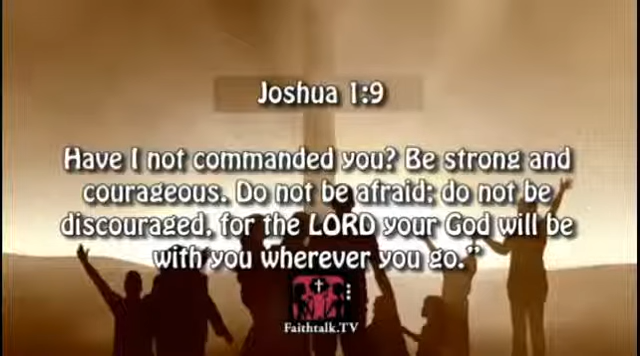 Joshua 1:9
Have I not commanded you? Be strong and
courageous. Do not be afraid; do not be
discouraged, for the LORD your God will be
with you wherever you go.”
Faithtalk.TV